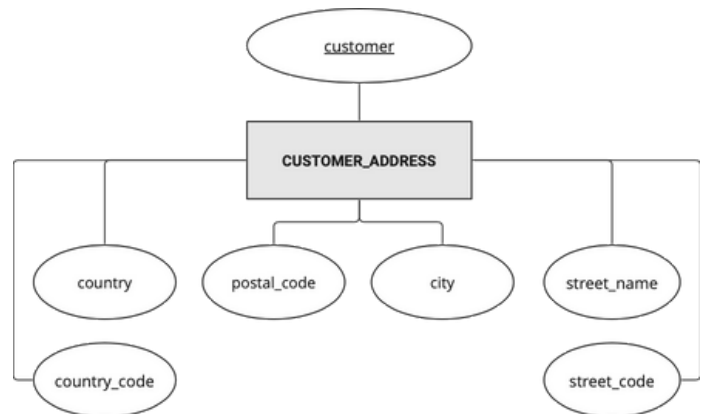 customer
CUSTOMER_ADDRESS
country
postal_code
city
street_name
country_code
street_code